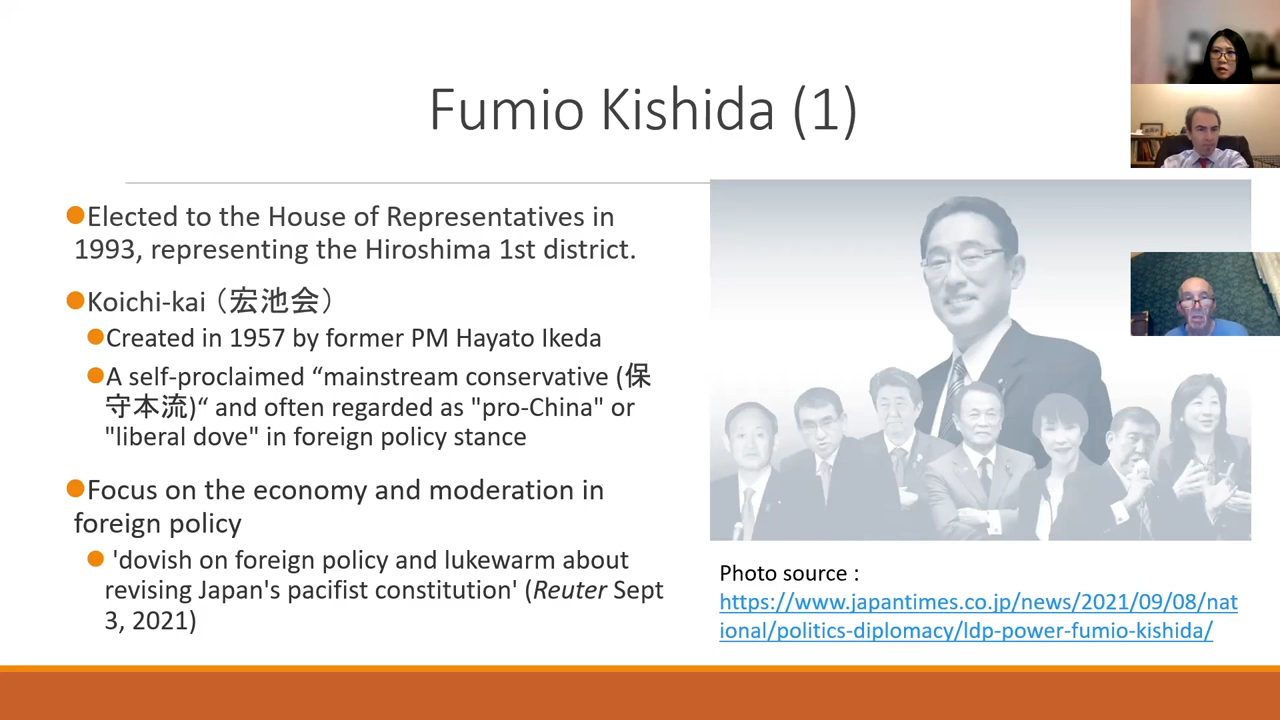 Fumio Kishida (1)
Elected to the House of Representatives in
1993, representing the Hiroshima 1st district.
Koichi-kai（宏池会）
Created in 1957 by former PM Hayato Ikeda
A self-proclaimed “mainstream conservative (保
守本流)“ and often regarded as "pro-China" or
"liberal dove" in foreign policy stance
Focus on the economy and moderation in
foreign policy
'dovish on foreign policy and lukewarm about
revising Japan's pacifist constitution' (Reuter Sept
3, 2021)
Photo source :
https://www.japantimes.co.jp/news/2021/09/08/nat
ional/politics-diplomacy/ldp-power-fumio-kishida/